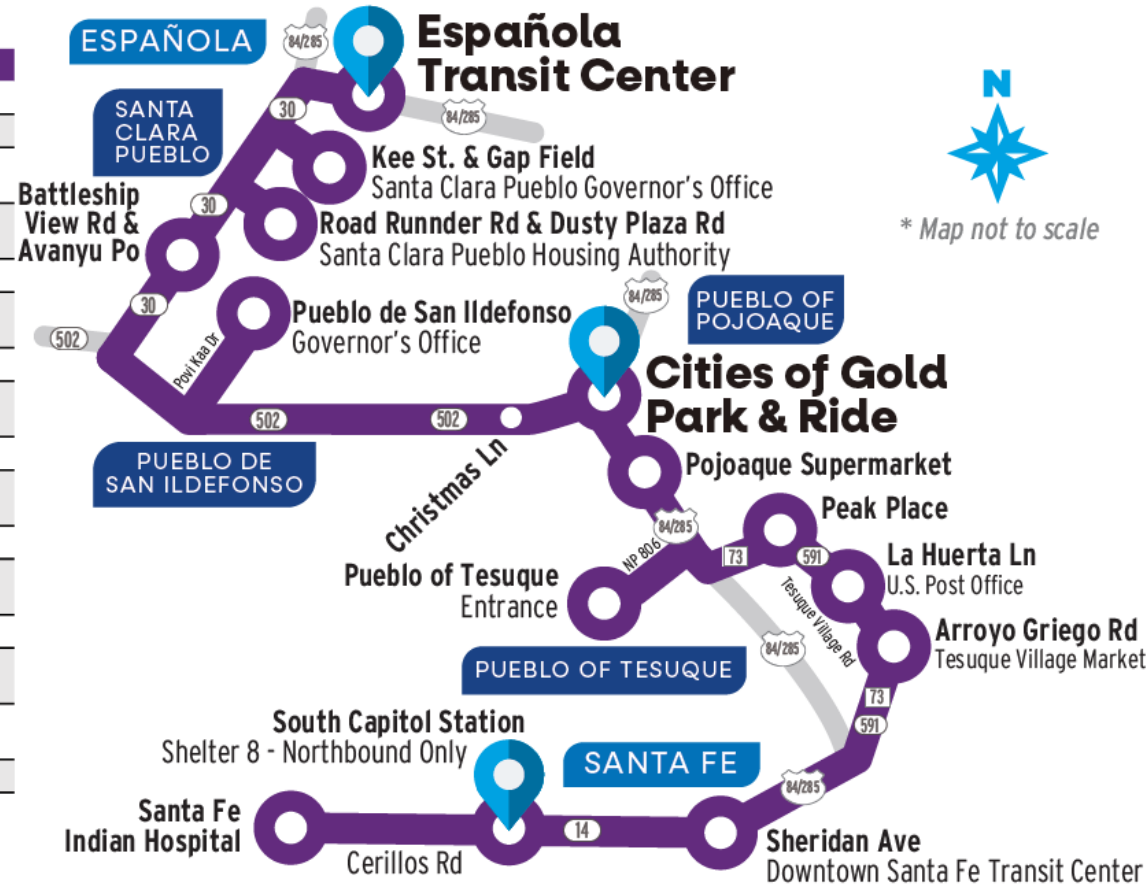 ESPAÑOLA
84/285
Española
Transit Center
N
30
84/285
SANTA
CLARA
PUEBLO
Kee St. & Gap Field
Santa Clara Pueblo Governor's Office
Battleship
View Rd &
Avanyu Po
30
Road Runnder Rd & Dusty Plaza Rd
Santa Clara Pueblo Housing Authority
* Map not to scale
30
Pueblo de San Ildefonso
Governor's Office
84/285
PUEBLO OF
POJOAQUE
502
Povi Kaa Dr
Cities of Gold
Park & Ride
502
502
Christmas Ln
PUEBLO DE
SAN ILDEFONSO
Pojoaque Supermarket
84/285
Peak Place
NP 806
73
591
La Huerta Ln
U.S. Post Office
Pueblo of Tesuque
Entrance
Tesuque Village Rd
84/285
Arroyo Griego Rd
Tesuque Village Market
PUEBLO OF TESUQUE
73
591
South Capitol Station
Shelter 8 - Northbound Only
SANTA FE
84/285
Santa Fe
Indian Hospital
14
Cerillos Rd
Sheridan Ave
Downtown Santa Fe Transit Center